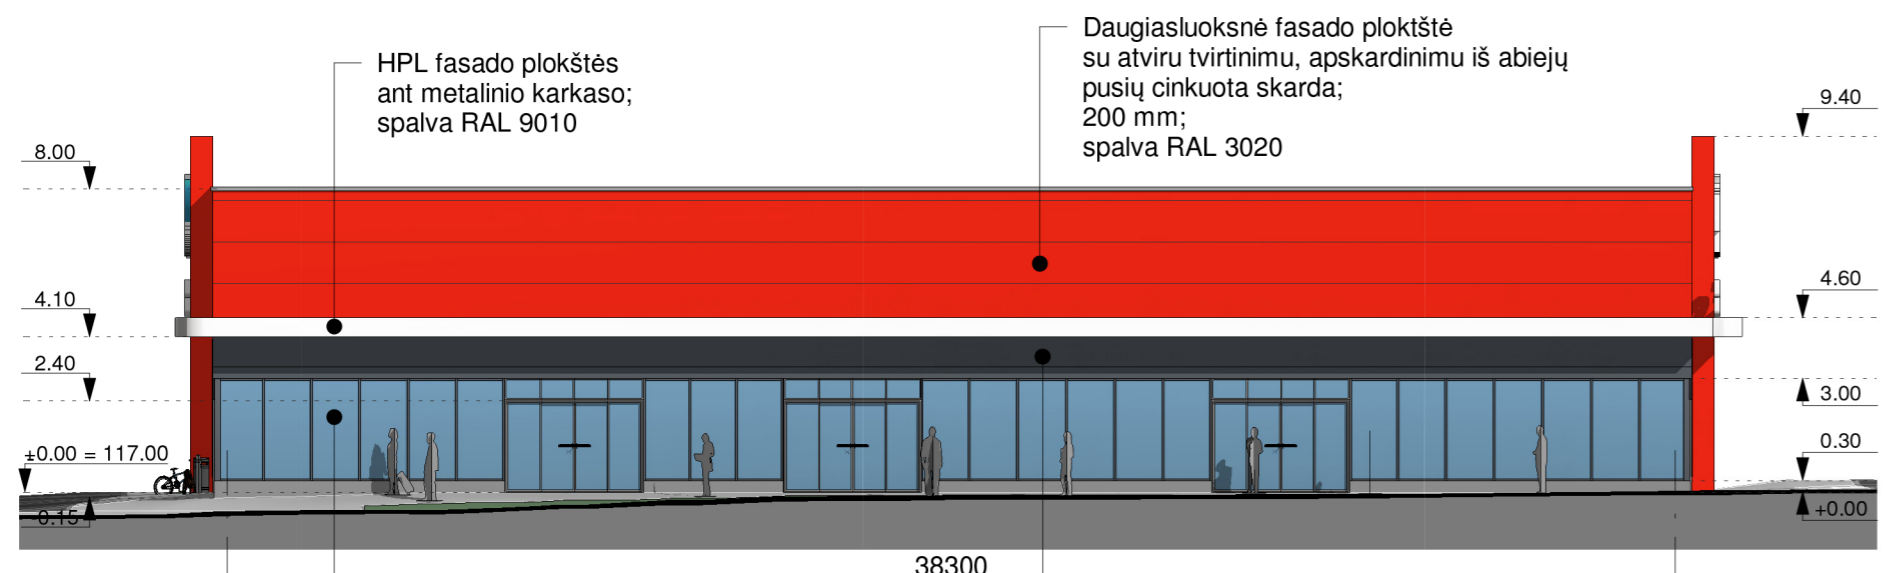 Daugiasluoksnė fasado ploktštė
su atviru tvirtinimu, apskardinimu iš abiejų
pusių cinkuota skarda;
200 mm;
spalva RAL 3020
HPL fasado plokštės
ant metalinio karkaso;
spalva RAL 9010
8.00
4.10
2.40
±0.00 = 117.00
-0.15
9.40
4.60
3.00
0.30
+0.00
38300